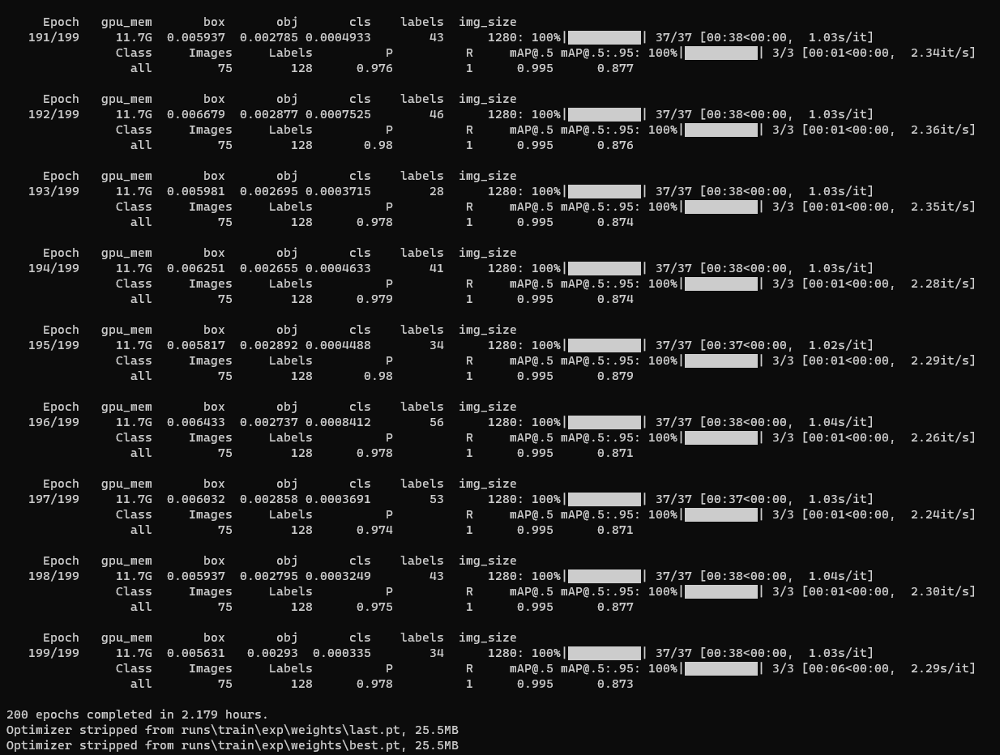 Epoch gpu_mem box obj cls labels img_size
191/199 11.7G 0.005937 0.002785 0.0004933 43 1280: 100%|██████████| 37/37 [00:38<00:00, 1.03s/it]
Class Images Labels P R mAP@.5 mAP@.5:.95: 100%|██████████| 3/3 [00:01<00:00, 2.34it/s]
all 75 128 0.976 1 0.995 0.877
Epoch gpu_mem box obj cls labels img_size
192/199 11.7G 0.006679 0.002877 0.0007525 46 1280: 100%|██████████| 37/37 [00:38<00:00, 1.03s/it]
Class Images Labels P R mAP@.5 mAP@.5:.95: 100%|██████████| 3/3 [00:01<00:00, 2.36it/s]
all 75 128 0.98 1 0.995 0.876
Epoch gpu_mem box obj cls labels img_size
193/199 11.7G 0.005981 0.002695 0.0003715 28 1280: 100%|██████████| 37/37 [00:38<00:00, 1.03s/it]
Class Images Labels P R mAP@.5 mAP@.5:.95: 100%|██████████| 3/3 [00:01<00:00, 2.35it/s]
all 75 128 0.978 1 0.995 0.874
Epoch gpu_mem box obj cls labels img_size
194/199 11.7G 0.006251 0.002655 0.0004633 41 1280: 100%|██████████| 37/37 [00:38<00:00, 1.03s/it]
Class Images Labels P R mAP@.5 mAP@.5:.95: 100%|██████████| 3/3 [00:01<00:00, 2.28it/s]
all 75 128 0.979 1 0.995 0.874
Epoch gpu_mem box obj cls labels img_size
195/199 11.7G 0.005817 0.002892 0.0004488 34 1280: 100%|██████████| 37/37 [00:37<00:00, 1.02s/it]
Class Images Labels P R mAP@.5 mAP@.5:.95: 100%|██████████| 3/3 [00:01<00:00, 2.29it/s]
all 75 128 0.98 1 0.995 0.879
Epoch gpu_mem box obj cls labels img_size
196/199 11.7G 0.006433 0.002737 0.0008412 56 1280: 100%|██████████| 37/37 [00:38<00:00, 1.04s/it]
Class Images Labels P R mAP@.5 mAP@.5:.95: 100%|██████████| 3/3 [00:01<00:00, 2.26it/s]
all 75 128 0.978 1 0.995 0.871
Epoch gpu_mem box obj cls labels img_size
197/199 11.7G 0.006032 0.002858 0.0003691 53 1280: 100%|██████████| 37/37 [00:37<00:00, 1.03s/it]
Class Images Labels P R mAP@.5 mAP@.5:.95: 100%|██████████| 3/3 [00:01<00:00, 2.24it/s]
all 75 128 0.974 1 0.995 0.871
Epoch gpu_mem box obj cls labels img_size
198/199 11.7G 0.005937 0.002795 0.0003249 43 1280: 100%|██████████| 37/37 [00:38<00:00, 1.04s/it]
Class Images Labels P R mAP@.5 mAP@.5:.95: 100%|██████████| 3/3 [00:01<00:00, 2.30it/s]
all 75 128 0.975 1 0.995 0.877
Epoch gpu_mem box obj cls labels img_size
199/199 11.7G 0.005631 0.00293 0.000335 34 1280: 100%|██████████| 37/37 [00:38<00:00, 1.03s/it]
Class Images Labels P R mAP@.5 mAP@.5:.95: 100%|██████████| 3/3 [00:06<00:00, 2.29s/it]
all 75 128 0.978 1 0.995 0.873
200 epochs completed in 2.179 hours.
Optimizer stripped from runs\train\exp\weights\last.pt, 25.5MB
Optimizer stripped from runs\train\exp\weights\best.pt, 25.5MB